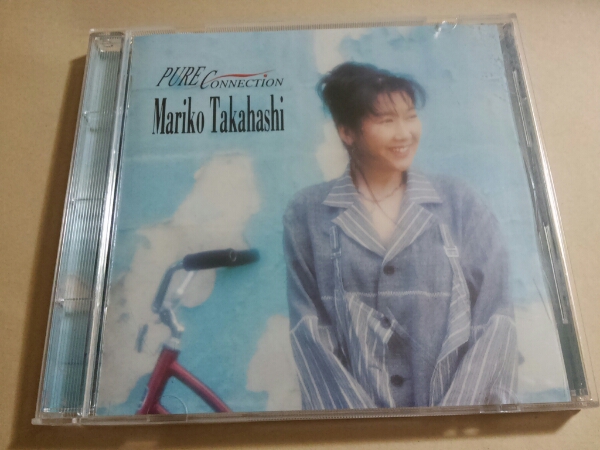 PURE CONNECTION
Mariko Takahashi